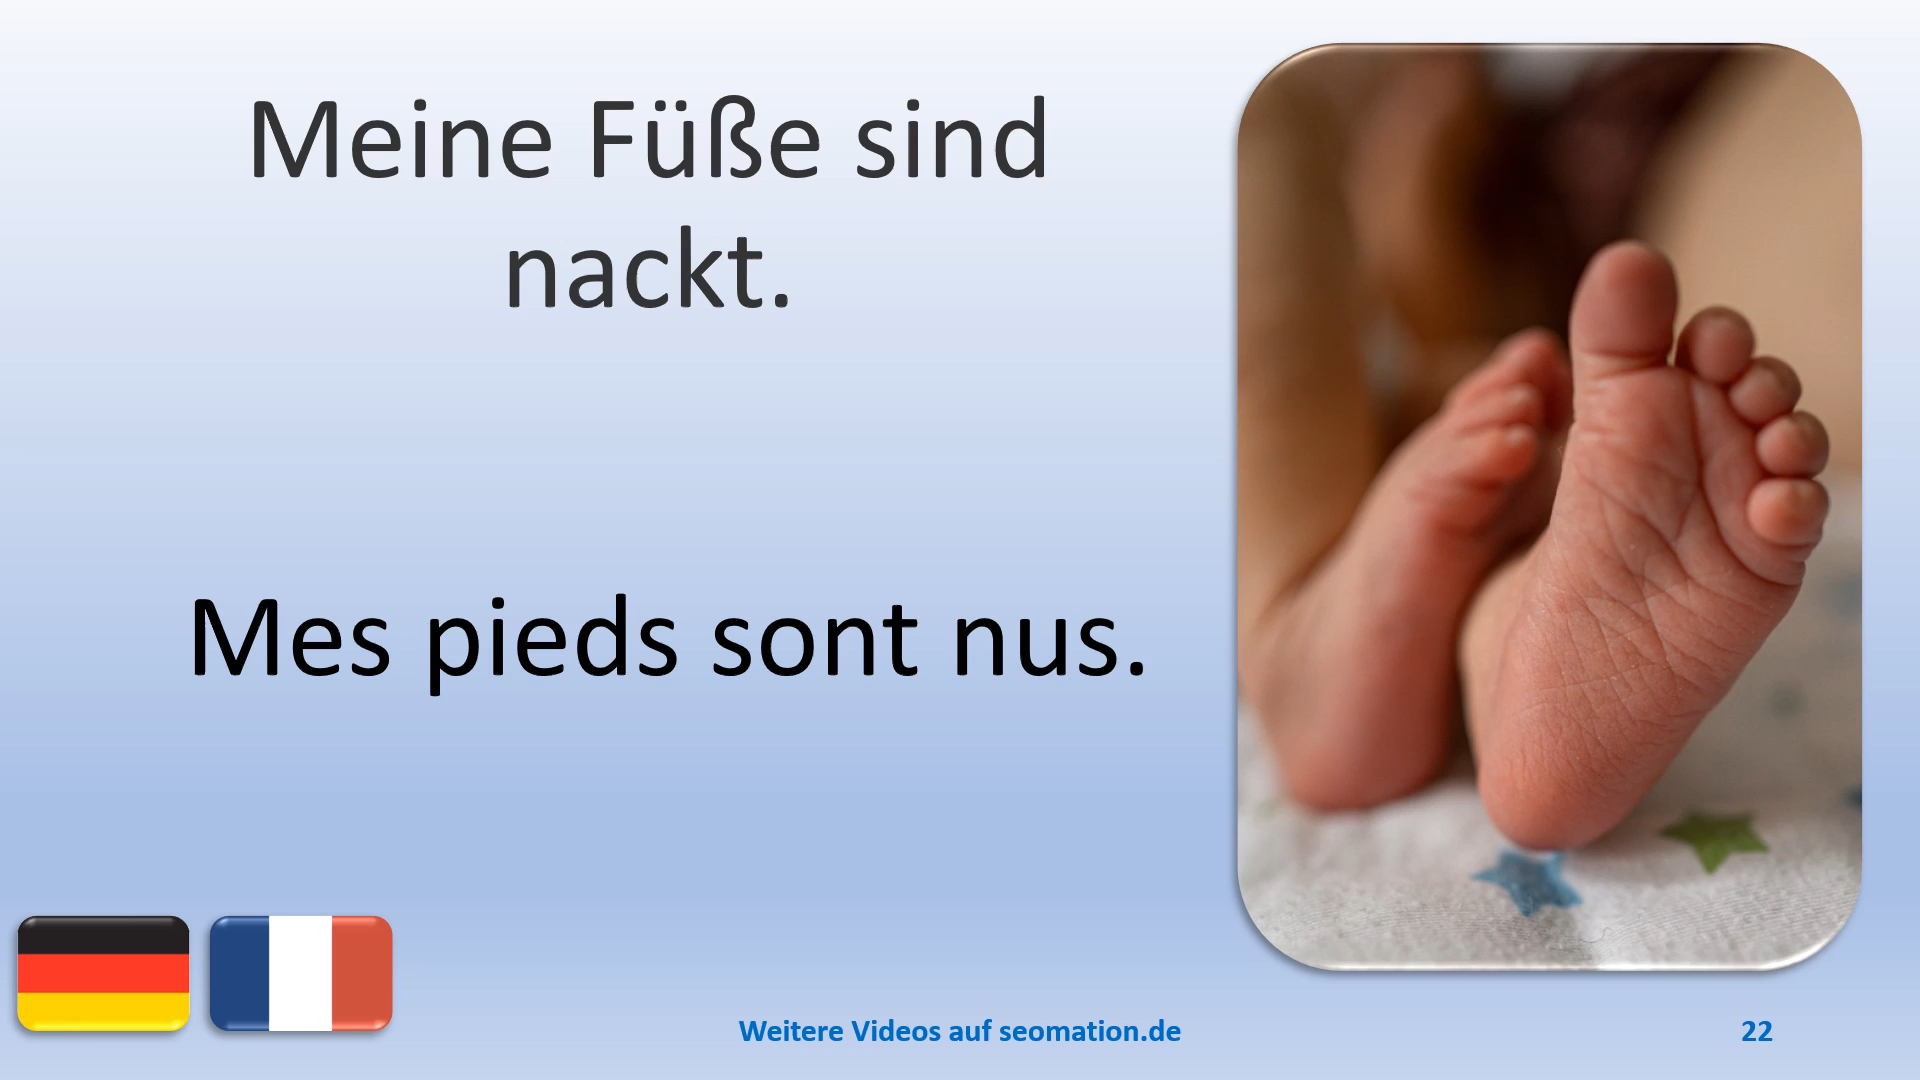 Meine Füße sind
nackt.
Mes pieds sont nus.
Weitere Videos auf seomation.de
22